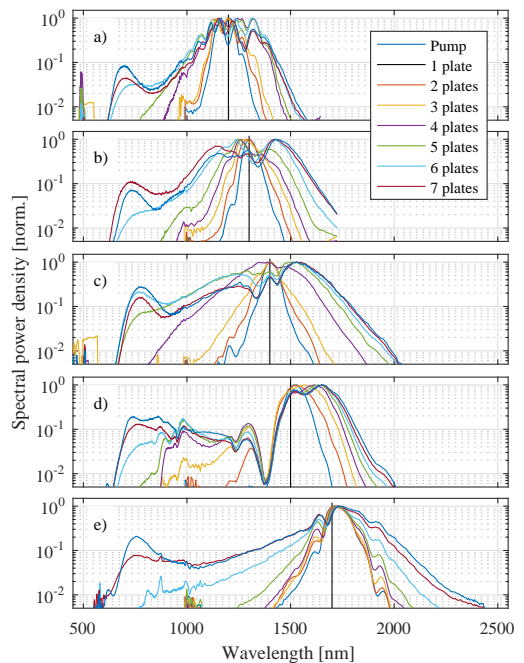 a)
10^0
10^-1
10^-2
Pump
1 plate
2 plates
3 plates
4 plates
5 plates
6 plates
7 plates
b)
10^0
10^-1
10^-2
c)
10^0
10^-1
10^-2
d)
10^0
10^-1
10^-2
e)
10^0
10^-1
10^-2
Spectral power density [norm.]
500 1000 1500 2000 2500
Wavelength [nm]